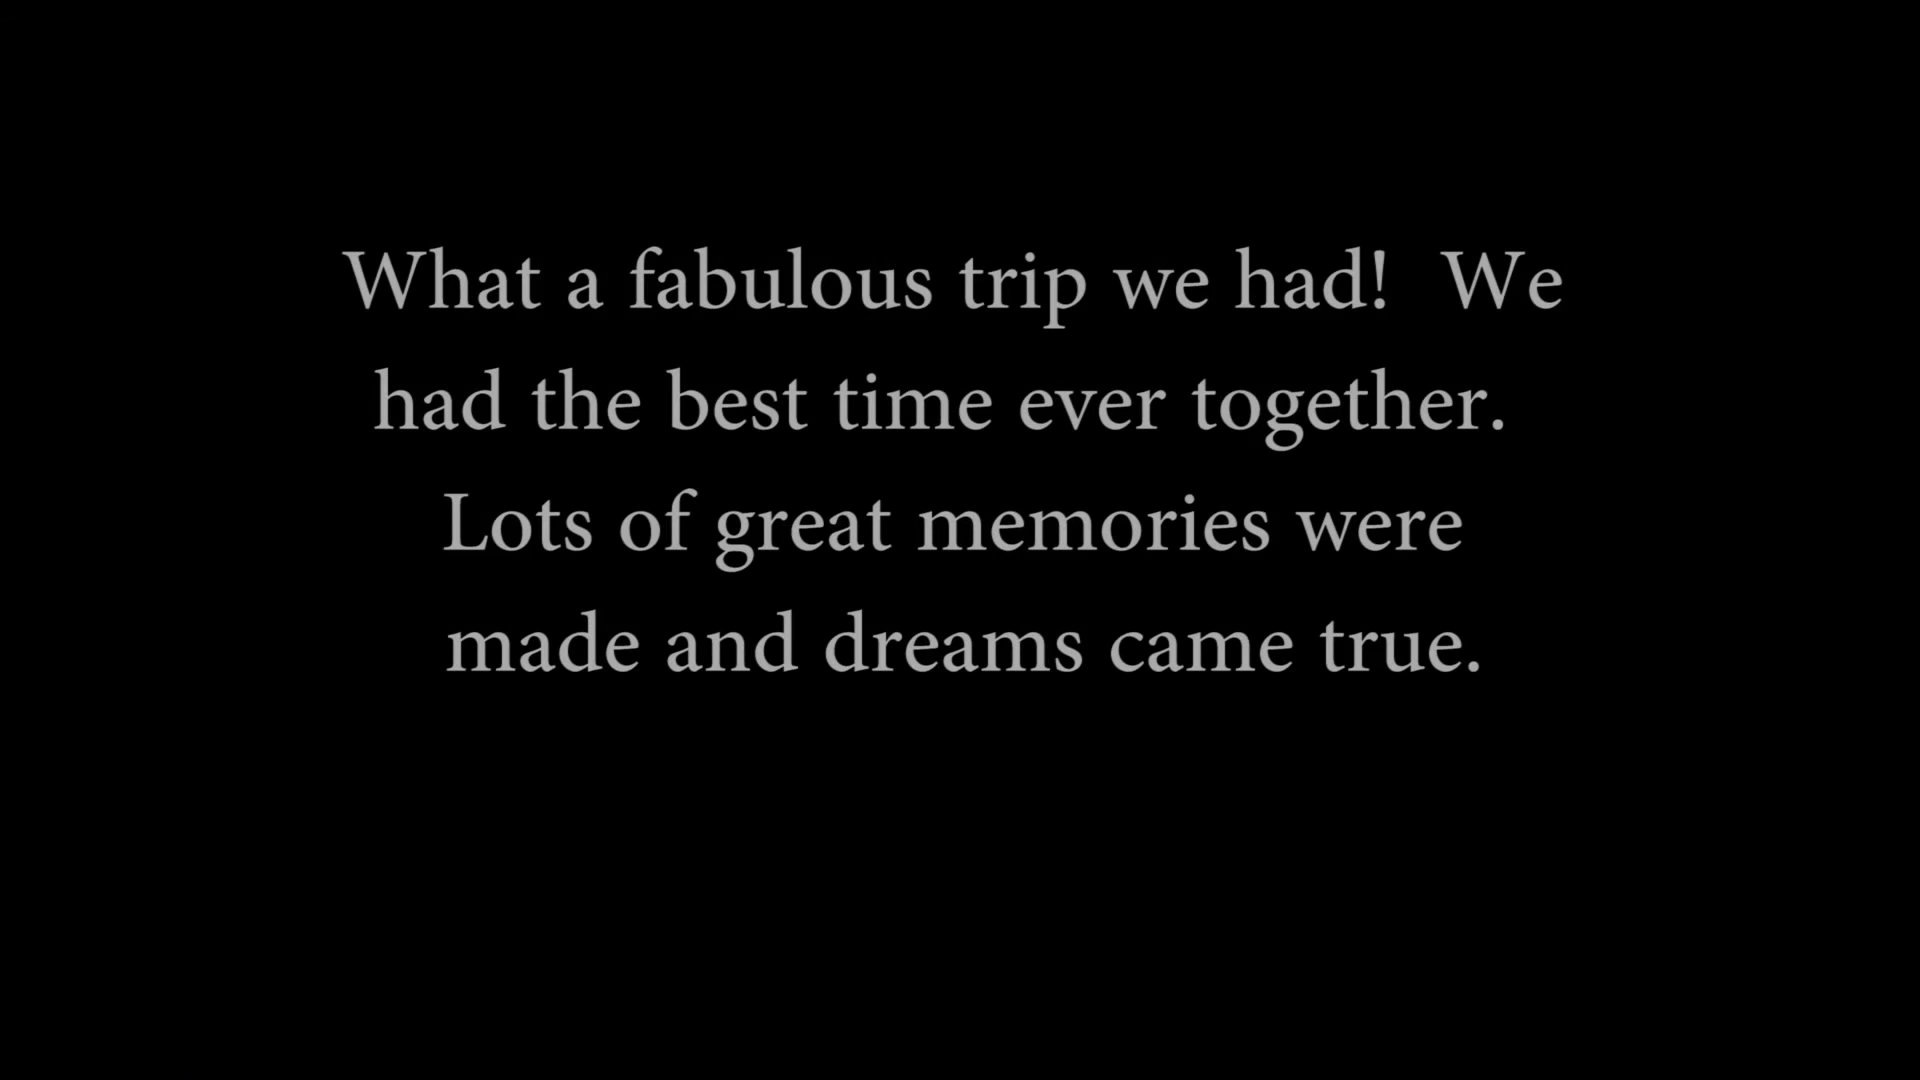 What a fabulous trip we had!  We
had the best time ever together.
Lots of great memories were
made and dreams came true.